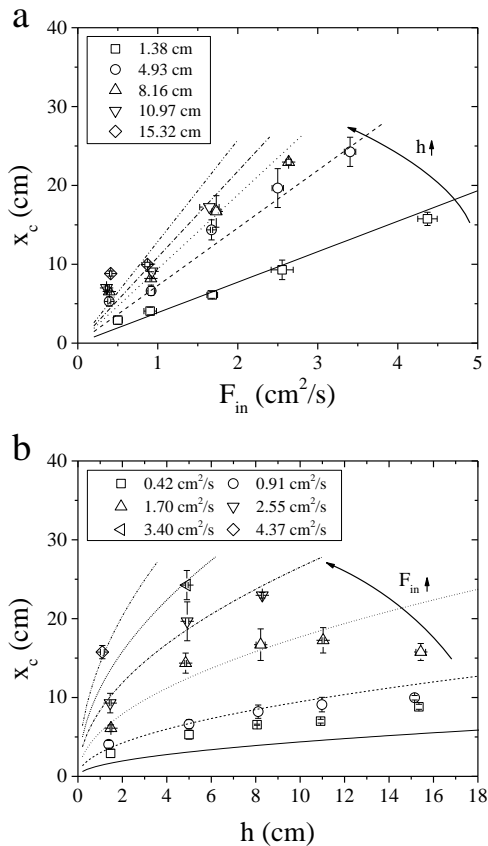 a
40
30
20
10
0
x_c (cm)
1.38 cm
4.93 cm
8.16 cm
10.97 cm
15.32 cm
h
0 1 2 3 4 5
F_in (cm²/s)
b
40
30
20
10
0
x_c (cm)
0.42 cm²/s 0.91 cm²/s
1.70 cm²/s 2.55 cm²/s
3.40 cm²/s 4.37 cm²/s
F_in
0 2 4 6 8 10 12 14 16 18
h (cm)